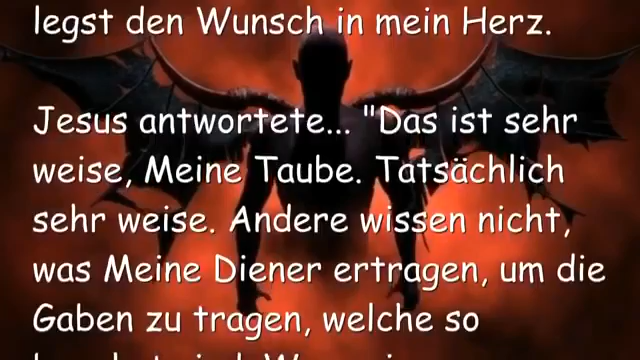 legst den Wunsch in mein Herz.
Jesus antwortete... "Das ist sehr
weise, Meine Taube. Tatsächlich
sehr weise. Andere wissen nicht,
was Meine Diener ertragen, um die
Gaben zu tragen, welche so